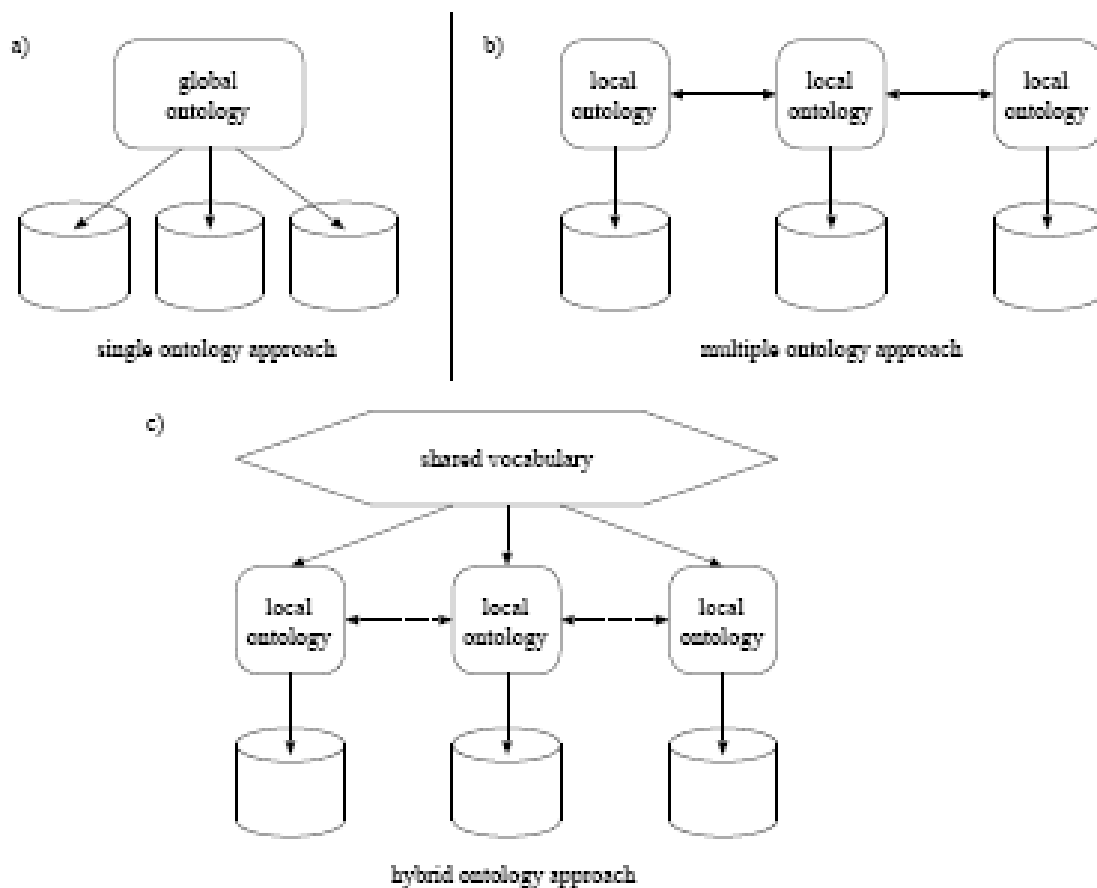 a)
global
ontology
single ontology approach
b)
local
ontology
local
ontology
local
ontology
multiple ontology approach
c)
shared vocabulary
local
ontology
local
ontology
local
ontology
hybrid ontology approach